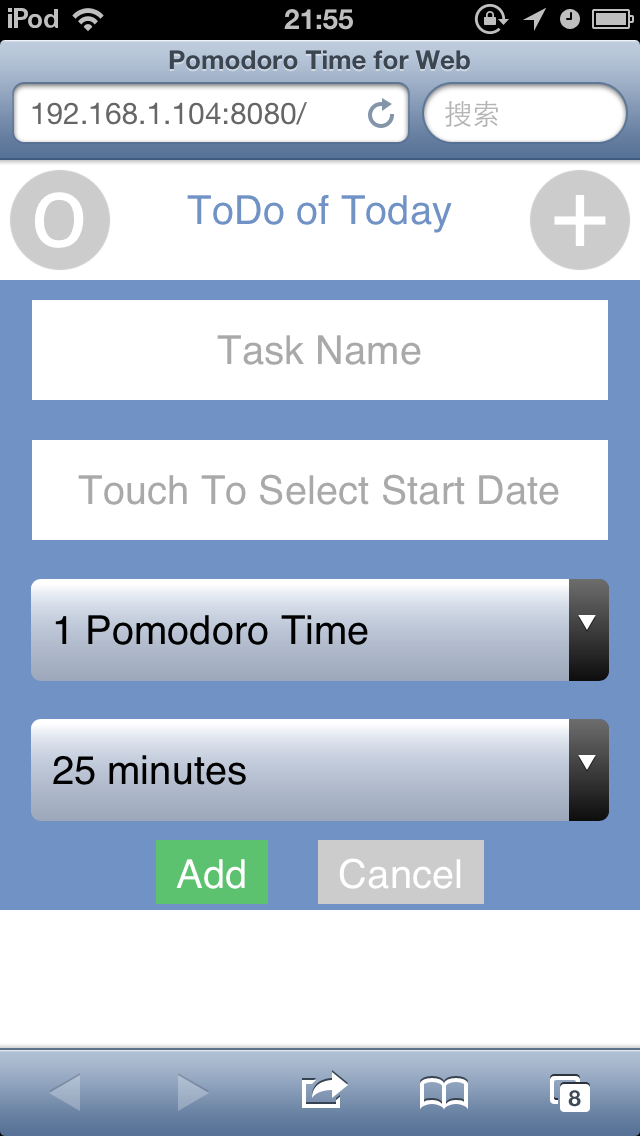 iPod 21:55
Pomodoro Time for Web
192.168.1.104:8080/ 搜索
O ToDo of Today +
Task Name
Touch To Select Start Date
1 Pomodoro Time
25 minutes
Add Cancel
8